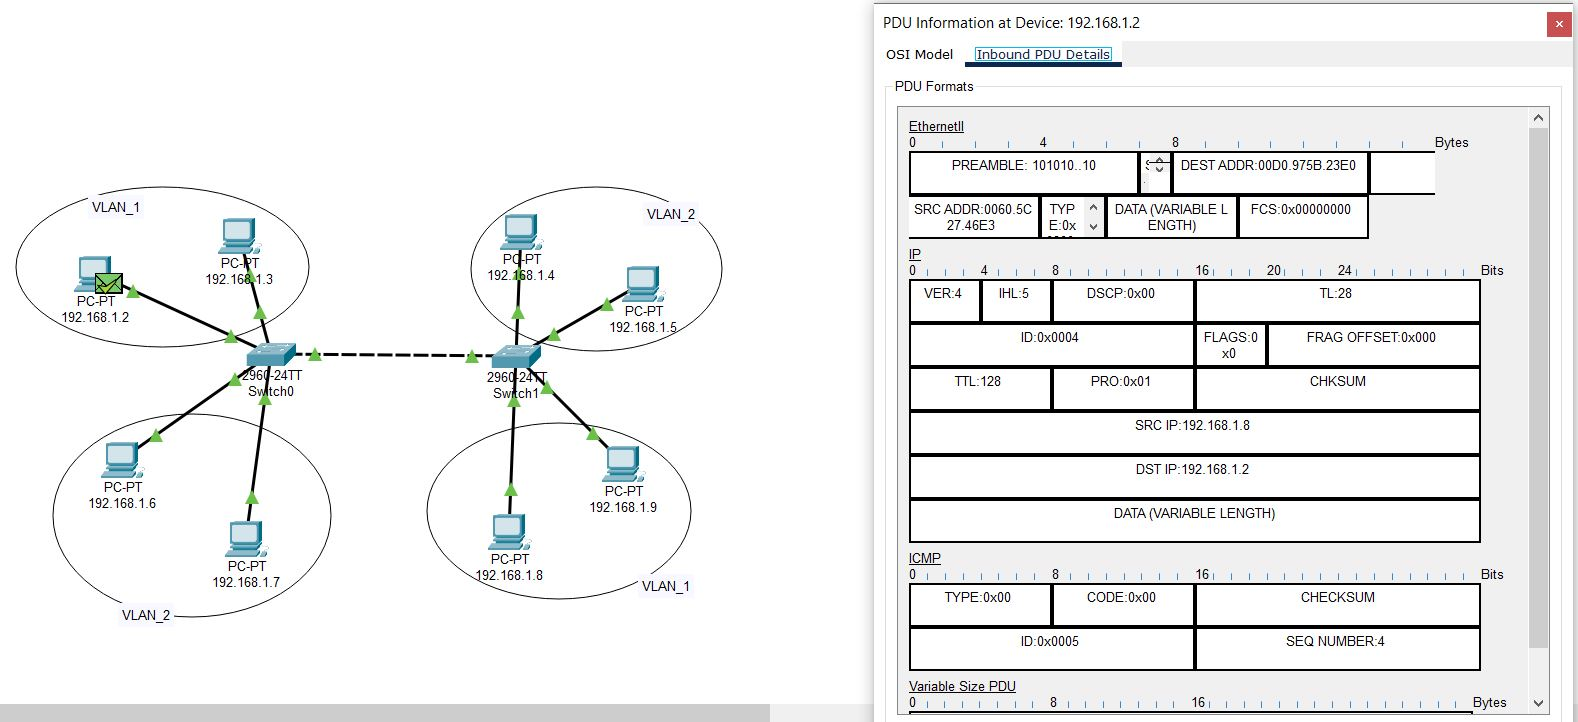 VLAN_1
PC-PT
192.168.1.3
PC-PT
192.168.1.2
VLAN_2
PC-PT
192.168.1.4
PC-PT
192.168.1.5
2960-24TT
Switch0
2960-24TT
Switch1
PC-PT
192.168.1.6
PC-PT
192.168.1.7
VLAN_2
PC-PT
192.168.1.9
PC-PT
192.168.1.8
VLAN_1
PDU Information at Device: 192.168.1.2
OSI Model Inbound PDU Details
PDU Formats
EthernetII
0 4 8 Bytes
PREAMBLE: 101010..10 DEST ADDR:00D0.975B.23E0
SRC ADDR:0060.5C
27.46E3
TYP
E:0x
DATA (VARIABLE L
ENGTH)
FCS:0x00000000
IP
0 4 8 16 20 24 Bits
VER:4 IHL:5 DSCP:0x00 TL:28
ID:0x0004 FLAGS:0
x0
FRAG OFFSET:0x000
TTL:128 PRO:0x01 CHKSUM
SRC IP:192.168.1.8
DST IP:192.168.1.2
DATA (VARIABLE LENGTH)
ICMP
0 8 16 Bits
TYPE:0x00 CODE:0x00 CHECKSUM
ID:0x0005 SEQ NUMBER:4
Variable Size PDU
0 8 16 Bytes